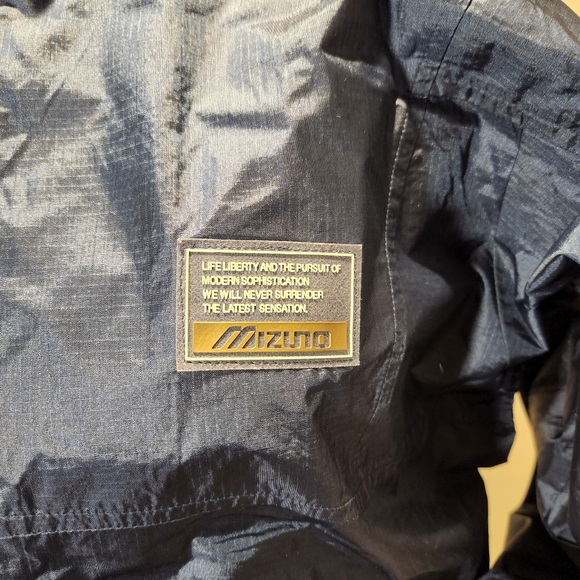 LIFE LIBERTY AND THE PURSUIT OF
MODERN SOPHISTICATION
WE WILL NEVER SURRENDER
THE LATEST SENSATION.
MIZUNO